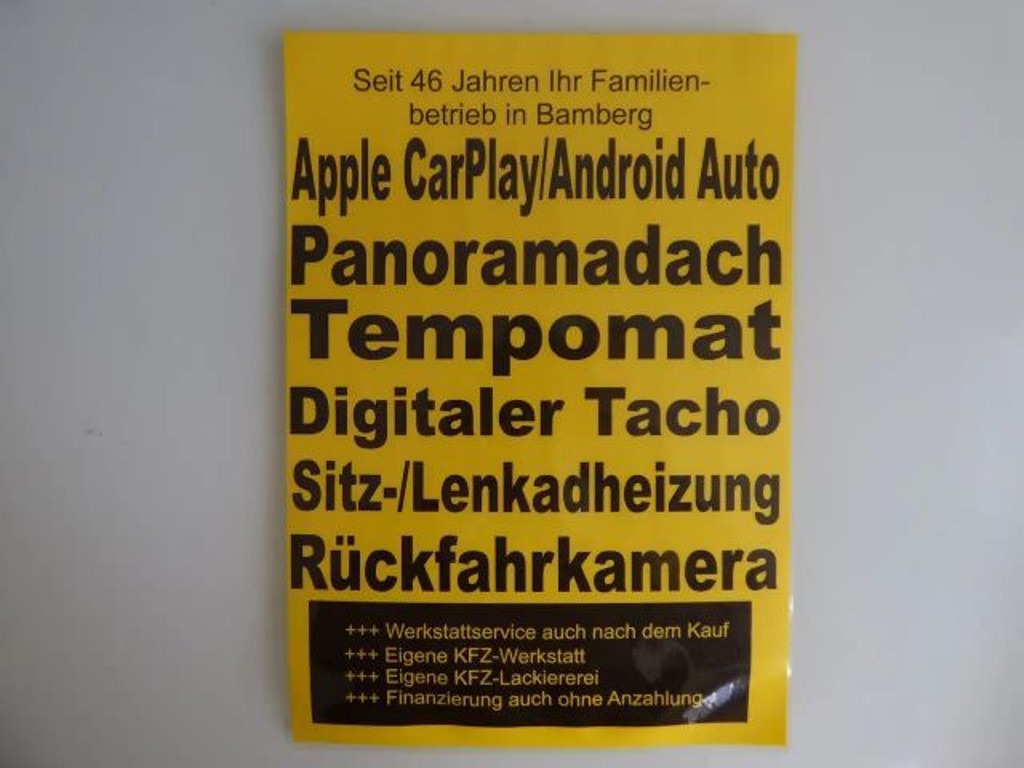 Seit 46 Jahren Ihr Familien-
betrieb in Bamberg
Apple CarPlay/Android Auto
Panoramadach
Tempomat
Digitaler Tacho
Sitz-/Lenkadheizung
Rückfahrkamera
+++ Werkstattservice auch nach dem Kauf
+++ Eigene KFZ-Werkstatt
+++ Eigene KFZ-Lackiererei
+++ Finanzierung auch ohne Anzahlung